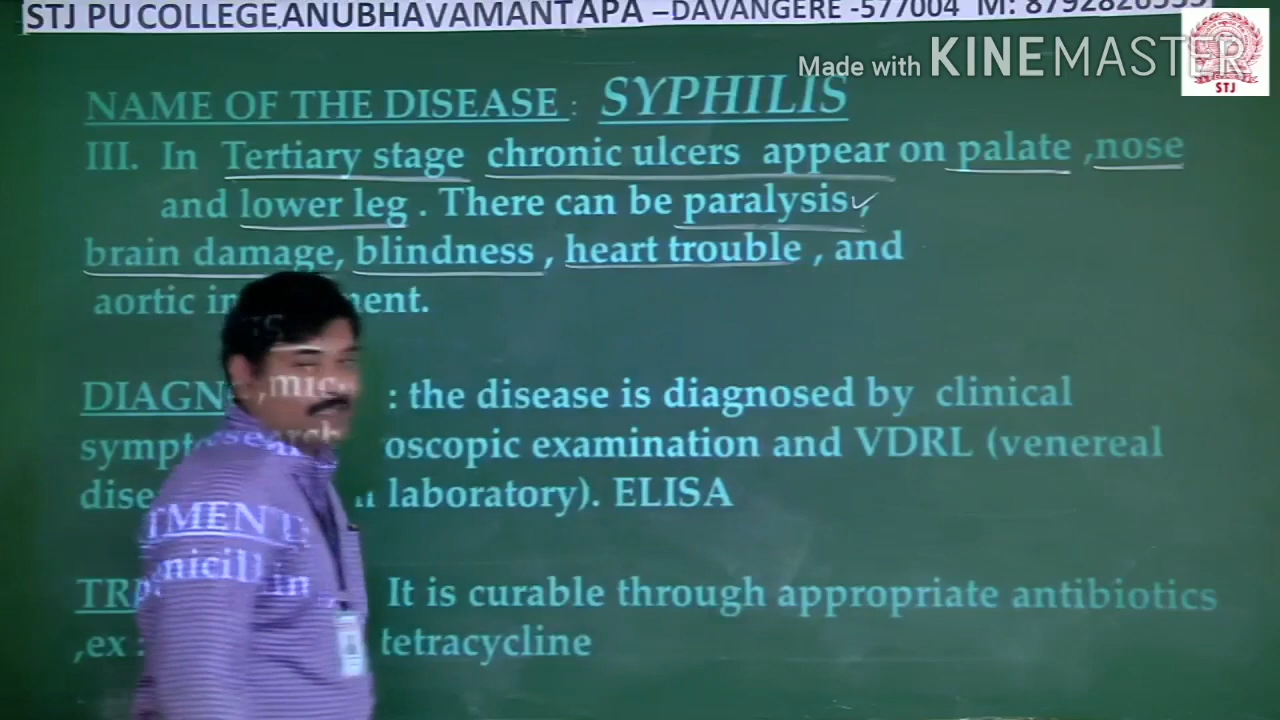 STJ PU COLLEGE,ANUBHAVAMANTAPA –DAVANGERE -577004 M:
Made with KINEMASTER
STJ
NAME OF THE DISEASE : SYPHILIS
III. In Tertiary stage chronic ulcers appear on palate ,nose
and lower leg . There can be paralysis ,
brain damage, blindness , heart trouble , and
aortic
: the disease is diagnosed by clinical
examination and VDRL (venereal
laboratory). ELISA
It is curable through appropriate antibiotics
,ex : tetracycline